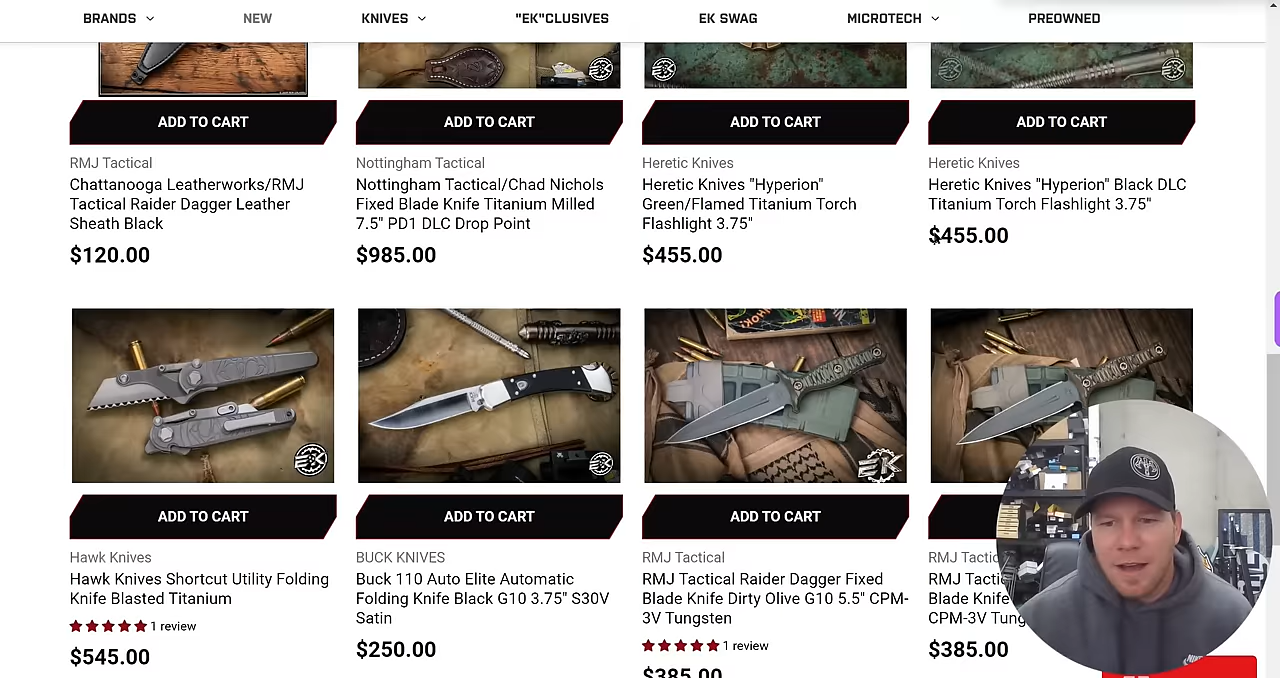 BRANDS
NEW
KNIVES
"EK"CLUSIVES
EK SWAG
MICROTECH
PREOWNED
ADD TO CART
ADD TO CART
ADD TO CART
ADD TO CART
RMJ Tactical
Chattanooga Leatherworks/RMJ
Tactical Raider Dagger Leather
Sheath Black
$120.00
Nottingham Tactical
Nottingham Tactical/Chad Nichols
Fixed Blade Knife Titanium Milled
7.5" PD1 DLC Drop Point
$985.00
Heretic Knives
Heretic Knives "Hyperion"
Green/Flamed Titanium Torch
Flashlight 3.75"
$455.00
Heretic Knives
Heretic Knives "Hyperion" Black DLC
Titanium Torch Flashlight 3.75"
$455.00
EK
ADD TO CART
ADD TO CART
ADD TO CART
Hawk Knives
Hawk Knives Shortcut Utility Folding
Knife Blasted Titanium
1 review
$545.00
BUCK KNIVES
Buck 110 Auto Elite Automatic
Folding Knife Black G10 3.75" S30V
Satin
$250.00
RMJ Tactical
RMJ Tactical Raider Dagger Fixed
Blade Knife Dirty Olive G10 5.5" CPM-
3V Tungsten
1 review
$385.00
RMJ
RMJ
Blade Knife
CPM-3V
$385.00